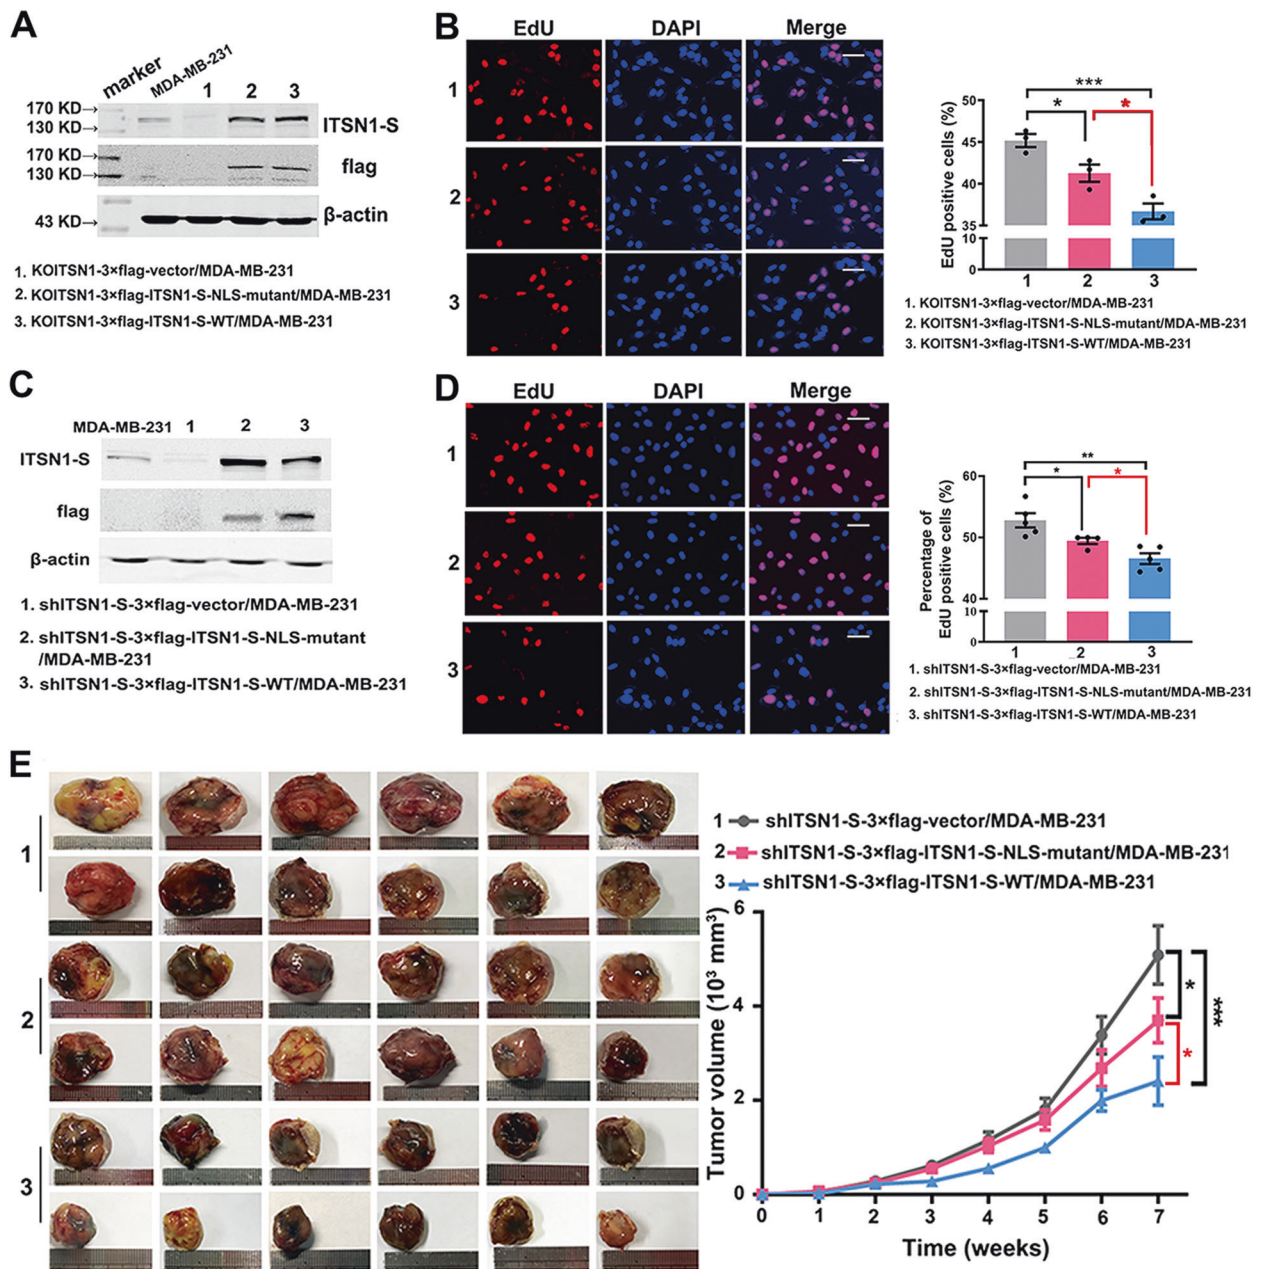 A
marker
MDA-MB-231
1
2
3
170 KD→
130 KD→
ITSN1-S
170 KD→
130 KD→
flag
43 KD→
β-actin
1. KOITSN1-3×flag-vector/MDA-MB-231
2. KOITSN1-3×flag-ITSN1-S-NLS-mutant/MDA-MB-231
3. KOITSN1-3×flag-ITSN1-S-WT/MDA-MB-231
B
EdU DAPI Merge
1
2
3
EdU positive cells (%)
50
40
35
10
0
***
* *
1 2 3
1. KOITSN1-3×flag-vector/MDA-MB-231
2. KOITSN1-3×flag-ITSN1-S-NLS-mutant/MDA-MB-231
3. KOITSN1-3×flag-ITSN1-S-WT/MDA-MB-231
C
MDA-MB-231 1 2 3
ITSN1-S
flag
β-actin
1. shITSN1-S-3×flag-vector/MDA-MB-231
2. shITSN1-S-3×flag-ITSN1-S-NLS-mutant
/MDA-MB-231
3. shITSN1-S-3×flag-ITSN1-S-WT/MDA-MB-231
D
EdU DAPI Merge
1
2
3
Percentage of
EdU positive cells (%)
60
50
40
10
0
**
* *
1 2 3
1. shITSN1-S-3×flag-vector/MDA-MB-231
2. shITSN1-S-3×flag-ITSN1-S-NLS-mutant/MDA-MB-231
3. shITSN1-S-3×flag-ITSN1-S-WT/MDA-MB-231
E
1
2
3
1 shITSN1-S-3×flag-vector/MDA-MB-231
2 shITSN1-S-3×flag-ITSN1-S-NLS-mutant/MDA-MB-231
3 shITSN1-S-3×flag-ITSN1-S-WT/MDA-MB-231
Tumor volume (10³ mm³)
6
4
2
0
*
***
*
0 1 2 3 4 5 6 7
Time (weeks)